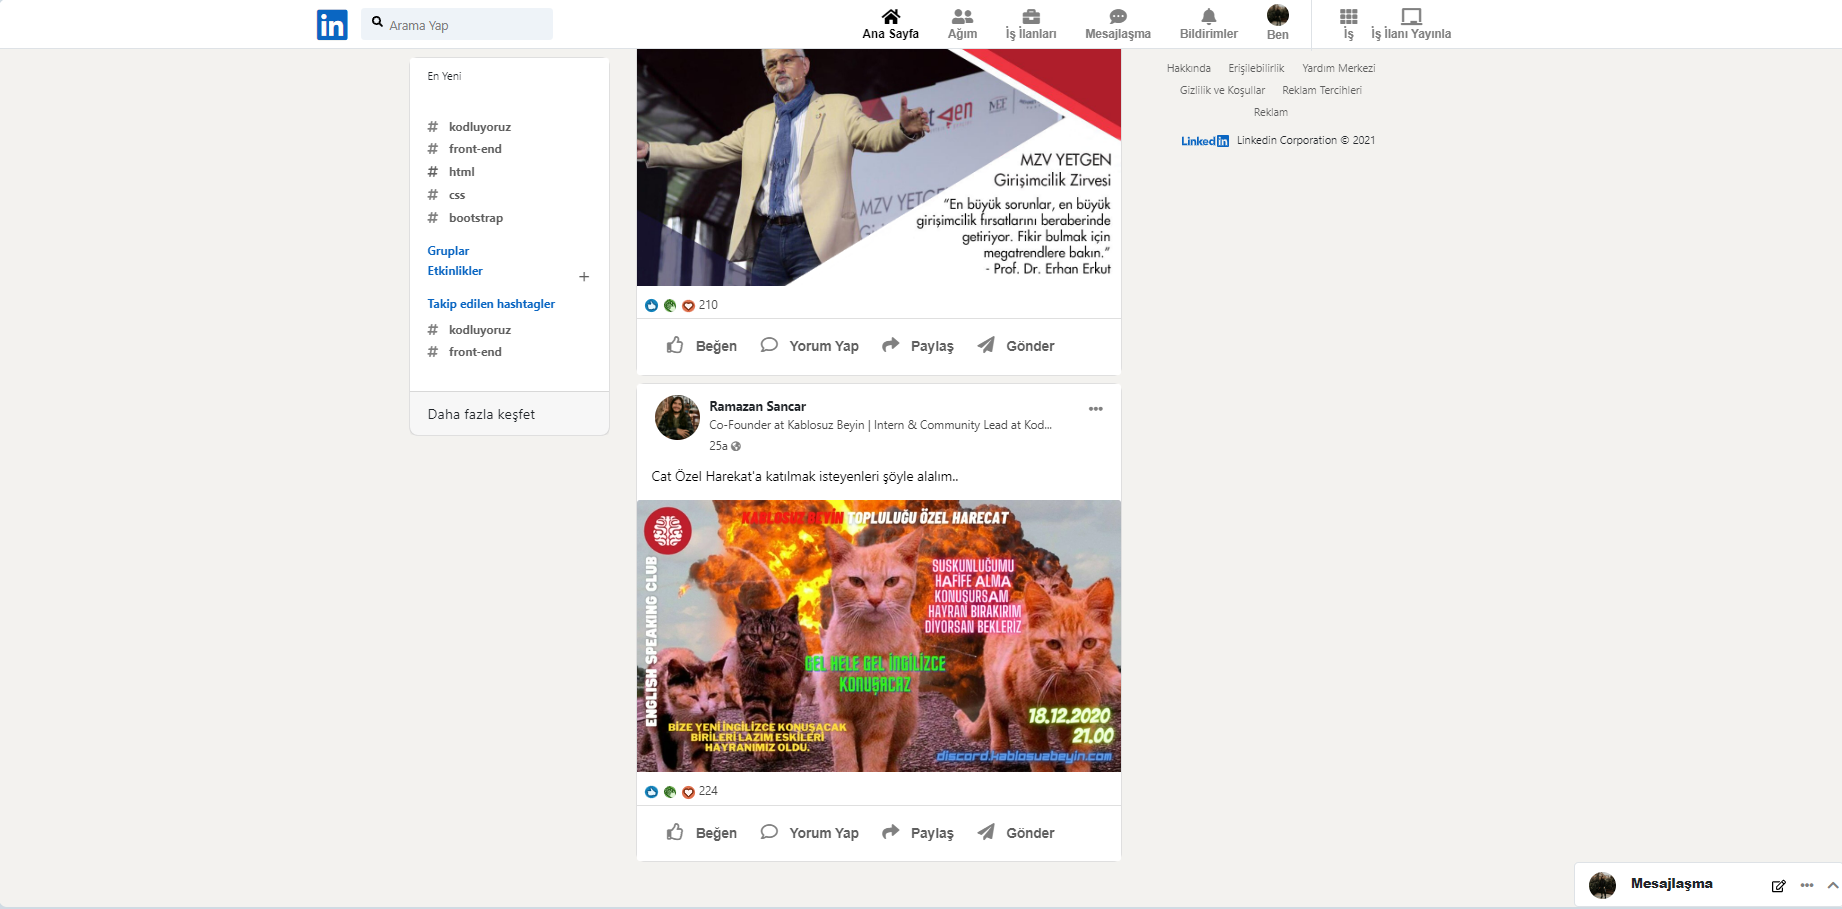 in
Arama Yap
Ana Sayfa
Ağım
İş İlanları
Mesajlaşma
Bildirimler
Ben
İş
İş İlanı Yayınla
En Yeni
# kodluyoruz
# front-end
# html
# css
# bootstrap
Gruplar
Etkinlikler
+
Takip edilen hashtagler
# kodluyoruz
# front-end
Daha fazla keşfet
MZV YETGEN
Girişimcilik Zirvesi
“En büyük sorunlar, en büyük
girişimcilik fırsatlarını beraberinde
getiriyor. Fikir bulmak için
megatrendlere bakın.”
- Prof. Dr. Erhan Erkut
210
Beğen
Yorum Yap
Paylaş
Gönder
Ramazan Sancar
Co-Founder at Kablosuz Beyin | Intern & Community Lead at Kod...
25a
Cat Özel Harekat'a katılmak isteyenleri şöyle alalım..
KABLOSUZ BEYİN TOPLULUĞU ÖZEL HARECAT
ENGLISH SPEAKING CLUB
SUSKUNLUĞUMU
HAFİFE ALMA
KONUŞURSAM
HAYRAN BIRAKIRIM
DİYORSAN BEKLERİZ
GEL HELE GEL İNGİLİZCE
KONUŞACAZ
BİZE YENİ İNGİLİZCE KONUŞACAK
BİRİLERİ LAZIM ESKİLERİ
HAYRANIMIZ OLDU.
18.12.2020
21.00
discord.kablosuzbeyin.com
224
Beğen
Yorum Yap
Paylaş
Gönder
Hakkında
Erişilebilirlik
Yardım Merkezi
Gizlilik ve Koşullar
Reklam Tercihleri
Reklam
Linked in Linkedin Corporation © 2021
Mesajlaşma